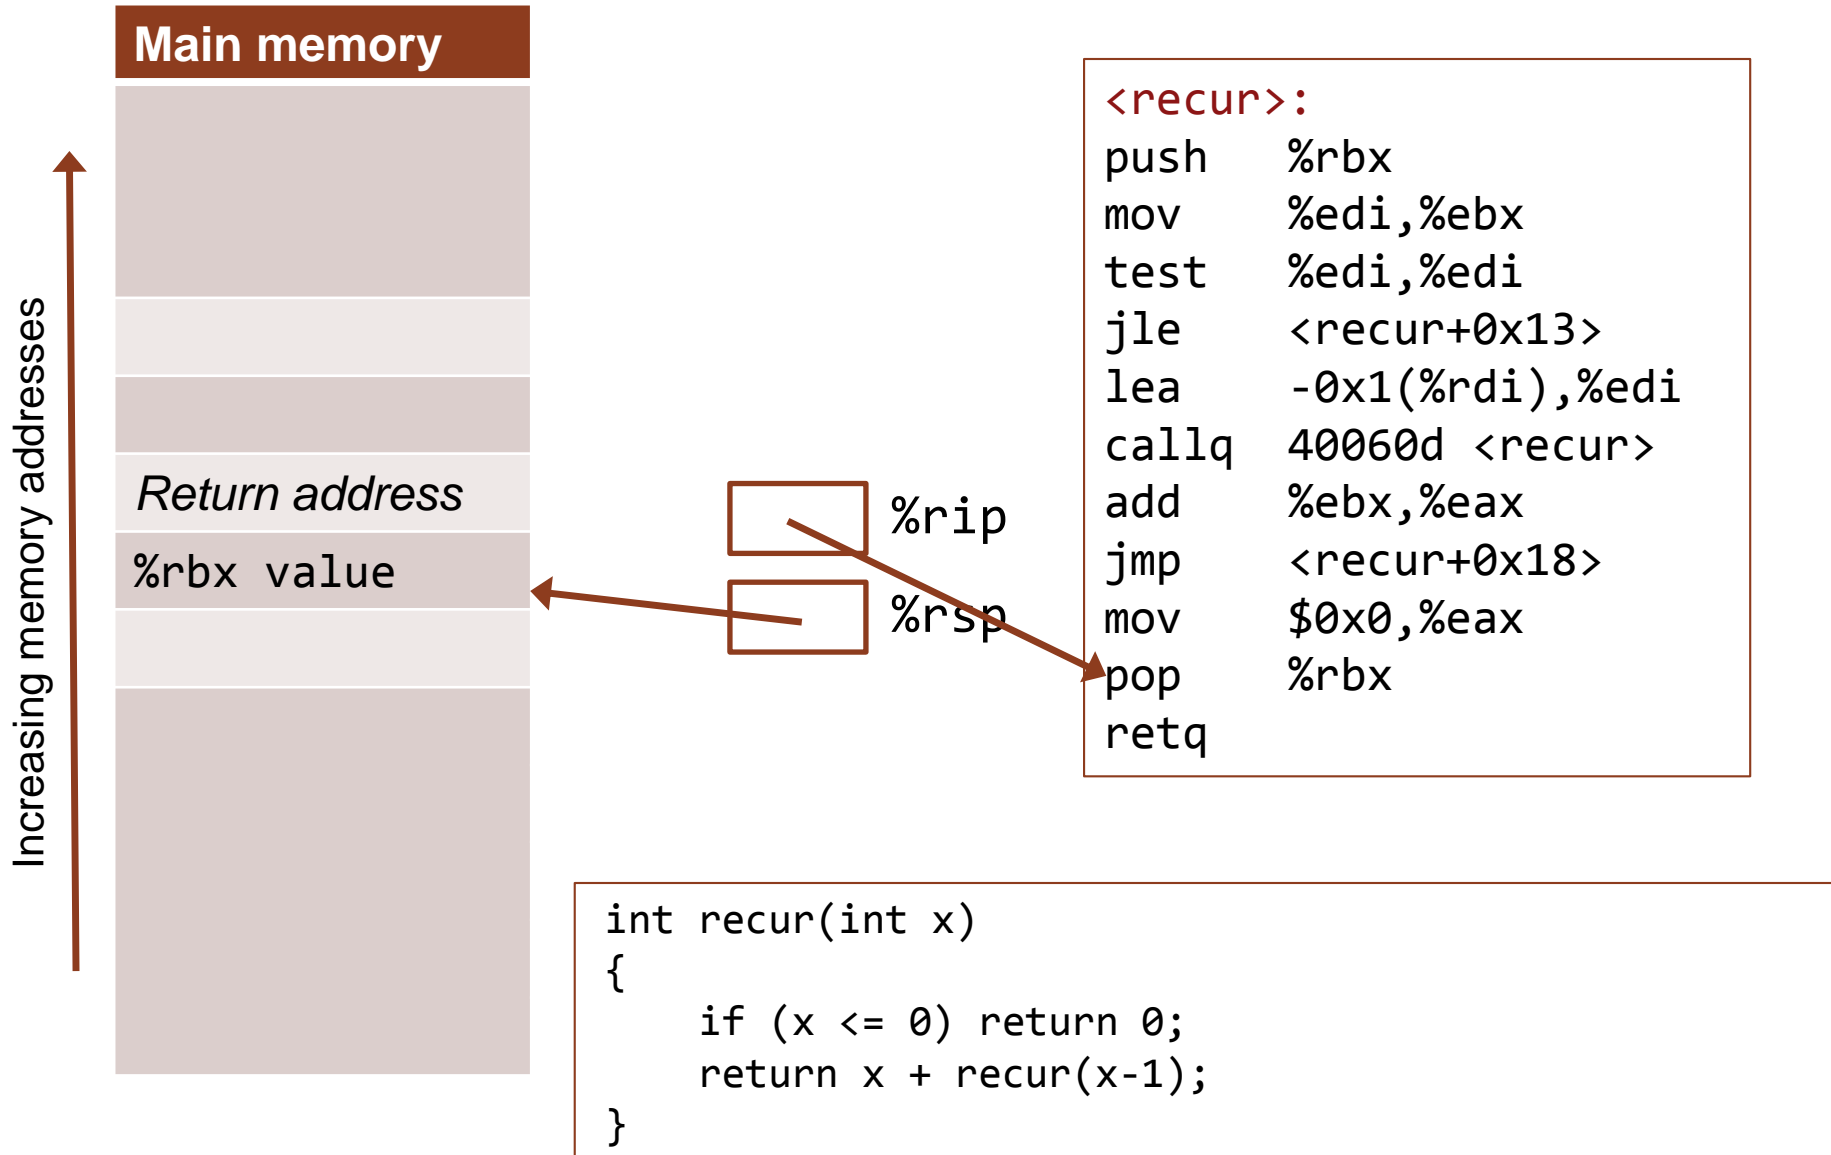 Main memory
Increasing memory addresses
Return address
%rbx value
%rip
%rsp
<recur>:
push %rbx
mov %edi,%ebx
test %edi,%edi
jle <recur+0x13>
lea -0x1(%rdi),%edi
callq 40060d <recur>
add %ebx,%eax
jmp <recur+0x18>
mov $0x0,%eax
pop %rbx
retq
int recur(int x)
{
    if (x <= 0) return 0;
    return x + recur(x-1);
}